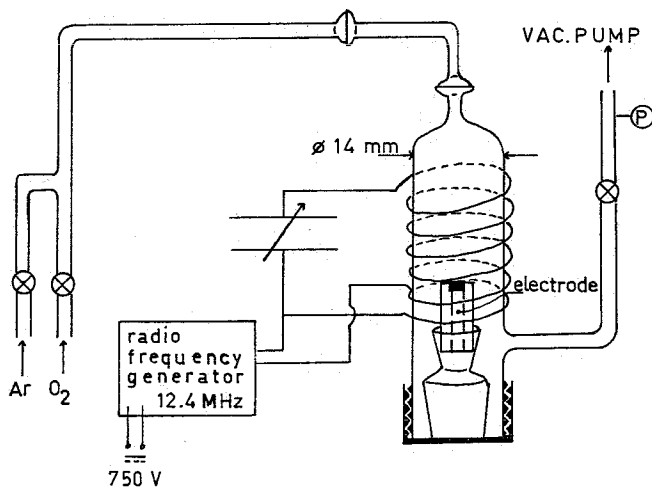 VAC. PUMP
P
ø 14 mm
electrode
radio
frequency
generator
12.4 MHz
Ar O₂
750 V